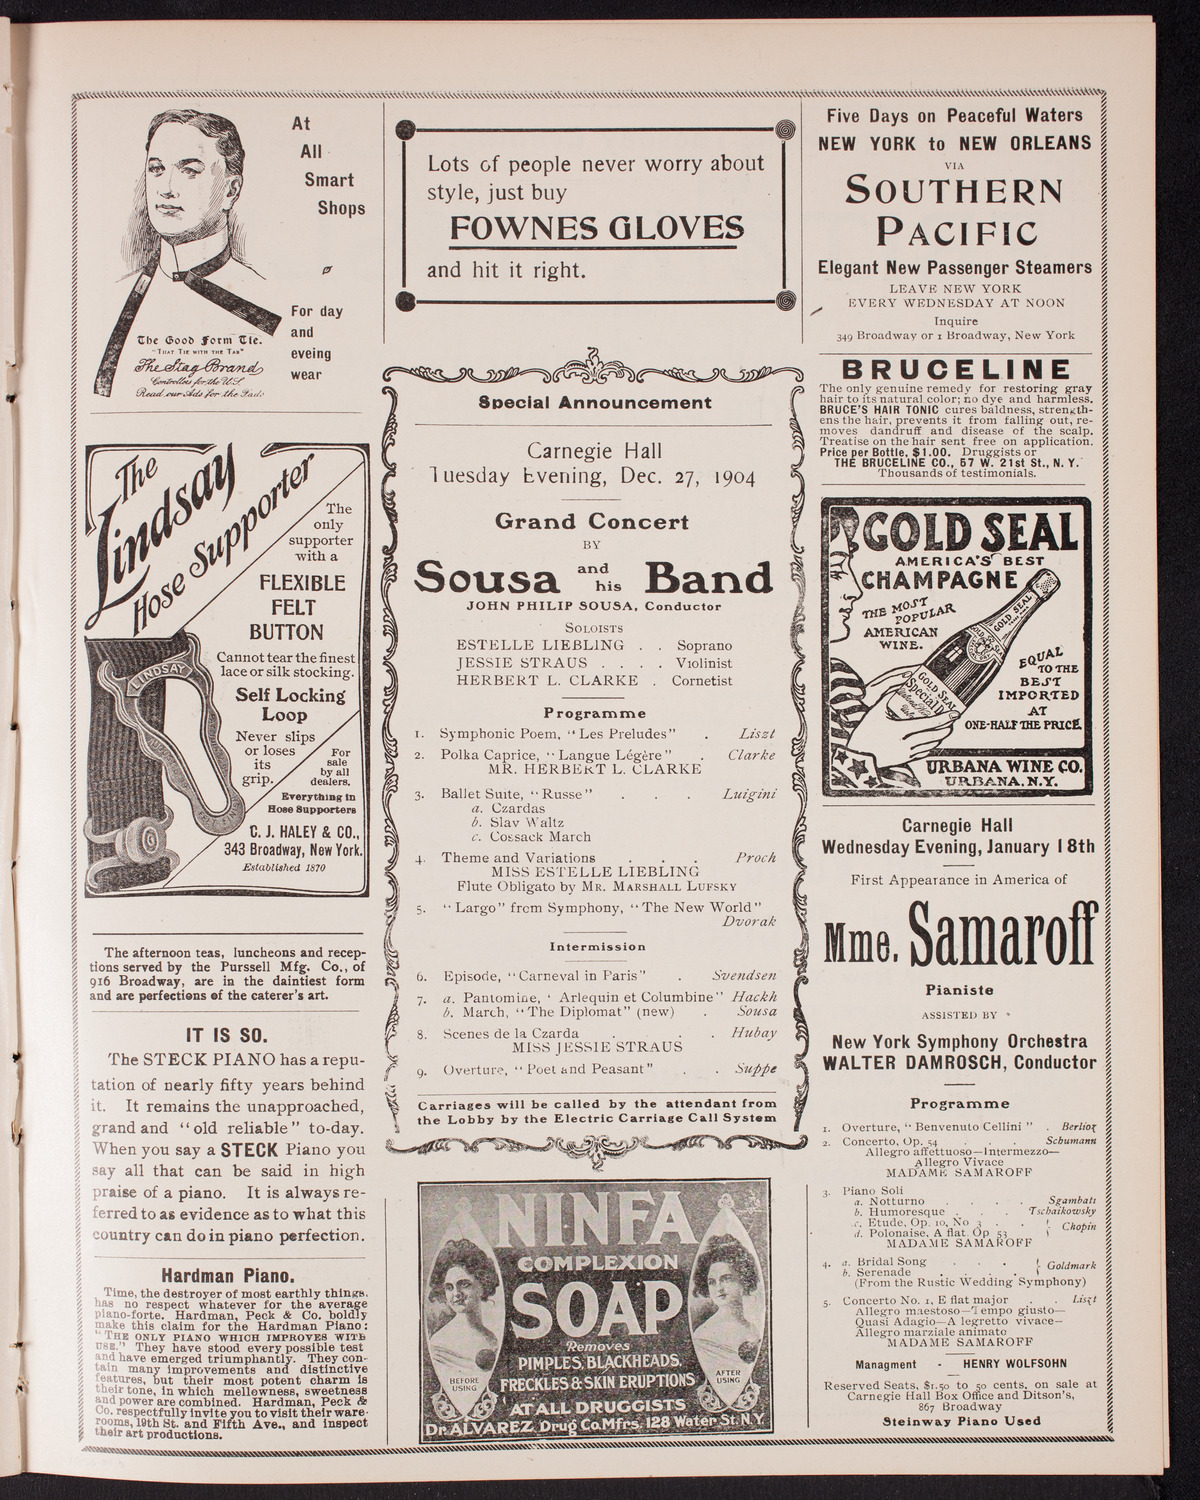 At
All
Smart
Shops
For day
and
eveing
wear
The Good Form Tie.
"That Tie with the Tab"
The Stag Brand
Controllers for the U.S.
Read our Ads for the Fads
The
Lindsay
Hose Supporter
The
only
supporter
with a
FLEXIBLE
FELT
BUTTON
Cannot tear the finest
lace or silk stocking.
Self Locking
Loop
Never slips
or loses
its
grip.
For
sale
by all
dealers.
Everything in
Hose Supporters
C. J. HALEY & CO.,
343 Broadway, New York.
Established 1870
LINDSAY
The afternoon teas, luncheons and recep-
tions served by the Purssell Mfg. Co., of
916 Broadway, are in the daintiest form
and are perfections of the caterer's art.
IT IS SO.
The STECK PIANO has a repu-
tation of nearly fifty years behind
it. It remains the unapproached,
grand and "old reliable" to-day.
When you say a STECK Piano you
say all that can be said in high
praise of a piano. It is always re-
ferred to as evidence as to what this
country can do in piano perfection.
Hardman Piano.
Time, the destroyer of most earthly things,
has no respect whatever for the average
piano-forte. Hardman, Peck & Co. boldly
make this claim for the Hardman Piano:
"THE ONLY PIANO WHICH IMPROVES WITH
USE." They have stood every possible test
and have emerged triumphantly. They con-
tain many improvements and distinctive
features, but their most potent charm is
their tone, in which mellowness, sweetness
and power are combined. Hardman, Peck &
Co. respectfully invite you to visit their ware-
rooms, 19th St. and Fifth Ave., and inspect
their art productions.
Lots of people never worry about
style, just buy
FOWNES GLOVES
and hit it right.
Special Announcement
Carnegie Hall
Tuesday Evening, Dec. 27, 1904
Grand Concert
BY
Sousa and his Band
JOHN PHILIP SOUSA, Conductor
SOLOISTS
ESTELLE LIEBLING . . Soprano
JESSIE STRAUS . . . . Violinist
HERBERT L. CLARKE . Cornetist
Programme
1. Symphonic Poem, "Les Preludes" . Liszt
2. Polka Caprice, "Langue Légère" . Clarke
MR. HERBERT L. CLARKE
3. Ballet Suite, "Russe" . . . Luigini
a. Czardas
b. Slav Waltz
c. Cossack March
4. Theme and Variations . . . Proch
MISS ESTELLE LIEBLING
Flute Obligato by MR. MARSHALL LUFSKY
5. "Largo" from Symphony, "The New World"
Dvorak
Intermission
6. Episode, "Carneval in Paris" . Svendsen
7. a. Pantomine, ' Arlequin et Columbine" Hackh
b. March, "The Diplomat" (new) . Sousa
8. Scenes de la Czarda . . Hubay
MISS JESSIE STRAUS
9. Overture, "Poet and Peasant" . . Suppe
Carriages will be called by the attendant from
the Lobby by the Electric Carriage Call System
NINFA
COMPLEXION
SOAP
Removes
PIMPLES, BLACKHEADS,
FRECKLES & SKIN ERUPTIONS
BEFORE
USING
AFTER
USING
AT ALL DRUGGISTS
Dr. ALVAREZ Drug Co. Mfrs. 128 Water St. N.Y.
Five Days on Peaceful Waters
NEW YORK to NEW ORLEANS
VIA
SOUTHERN
PACIFIC
Elegant New Passenger Steamers
LEAVE NEW YORK
EVERY WEDNESDAY AT NOON
Inquire
349 Broadway or 1 Broadway, New York
BRUCELINE
The only genuine remedy for restoring gray
hair to its natural color; no dye and harmless.
BRUCE'S HAIR TONIC cures baldness, strength-
ens the hair, prevents it from falling out, re-
moves dandruff and disease of the scalp.
Treatise on the hair sent free on application.
Price per Bottle, $1.00. Druggists or
THE BRUCELINE CO., 57 W. 21st St., N. Y.
Thousands of testimonials.
GOLD SEAL
AMERICA'S BEST
CHAMPAGNE
THE MOST
POPULAR
AMERICAN
WINE.
GOLD SEAL
GOLD SEAL
Special Dry
EQUAL
TO THE
BEST
IMPORTED
AT
ONE-HALF THE PRICE
URBANA WINE CO.
URBANA, N.Y.
Carnegie Hall
Wednesday Evening, January 18th
First Appearance in America of
Mme. Samaroff
Pianiste
ASSISTED BY
New York Symphony Orchestra
WALTER DAMROSCH, Conductor
Programme
1. Overture, "Benvenuto Cellini" . Berlioz
2. Concerto, Op. 54 Schumann
Allegro affettuoso—Intermezzo—
Allegro Vivace
MADAME SAMAROFF
3. Piano Soli
a. Notturno . . . . Sgambati
b. Humoresque . . . Tschaikowsky
c. Etude, Op. 10, No 3 . .
d. Polonaise, A flat. Op 53 Chopin
MADAME SAMAROFF
4. a. Bridal Song . . . .
b. Serenade . . . . Goldmark
(From the Rustic Wedding Symphony)
5. Concerto No. 1, E flat major . . Liszt
Allegro maestoso—Tempo giusto—
Quasi Adagio—Alegretto vivace—
Allegro marziale animato
MADAME SAMAROFF
Managment - HENRY WOLFSOHN
Reserved Seats, $1.50 to 50 cents, on sale at
Carnegie Hall Box Office and Ditson's,
867 Broadway
Steinway Piano Used